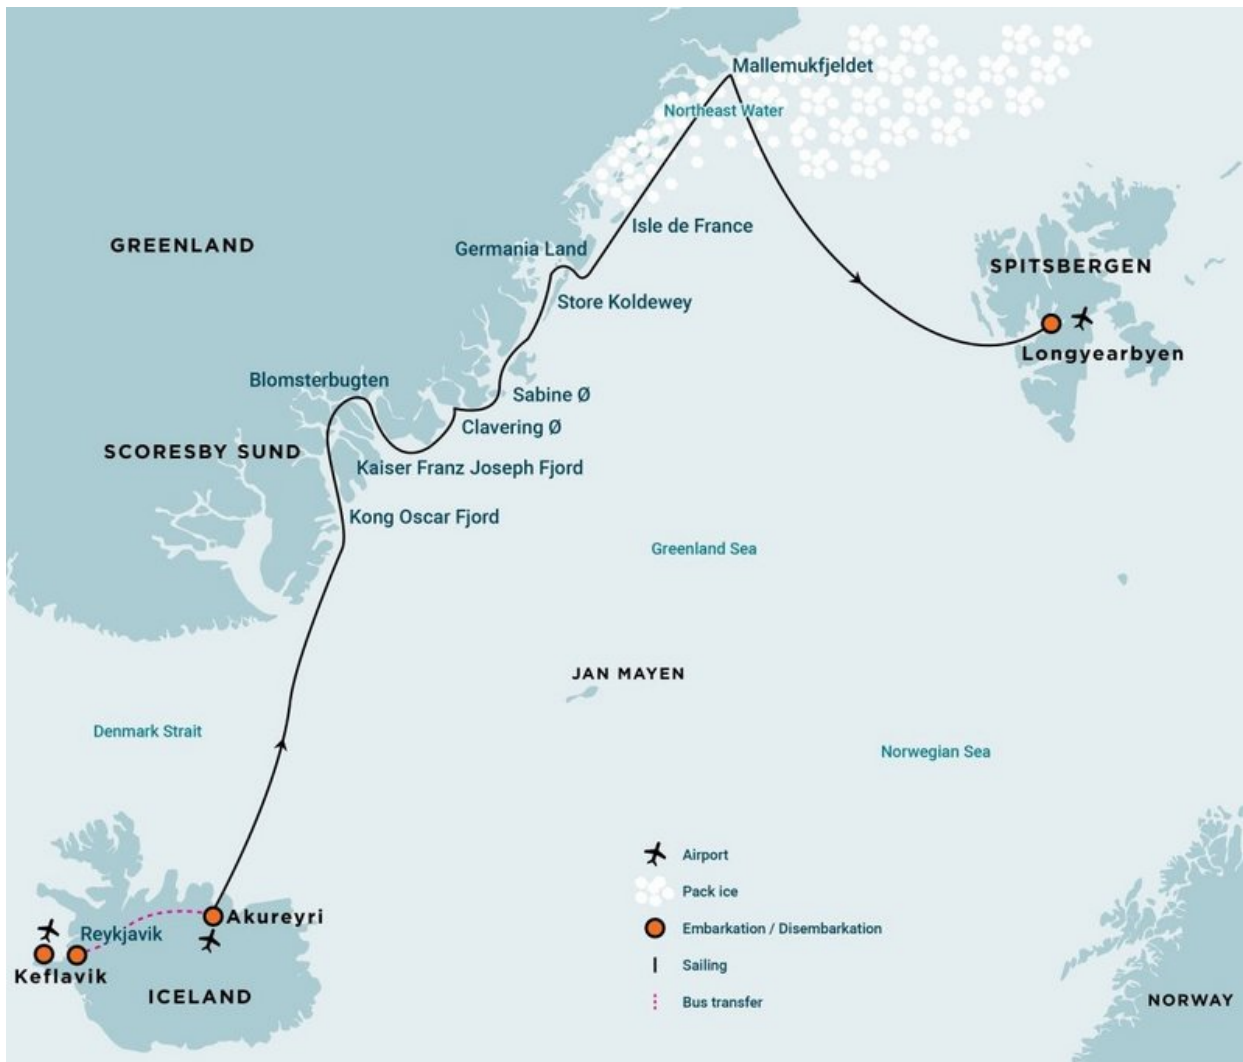 Mallemukfjeldet
Northeast Water
Isle de France
GREENLAND
Germania Land
SPITSBERGEN
Store Koldewey
Longyearbyen
Blomsterbugten
Sabine Ø
Clavering Ø
SCORESBY SUND
Kaiser Franz Joseph Fjord
Kong Oscar Fjord
Greenland Sea
JAN MAYEN
Denmark Strait
Norwegian Sea
Airport
Pack ice
Akureyri
Embarkation / Disembarkation
Reykjavik
Sailing
Keflavik
ICELAND
Bus transfer
NORWAY